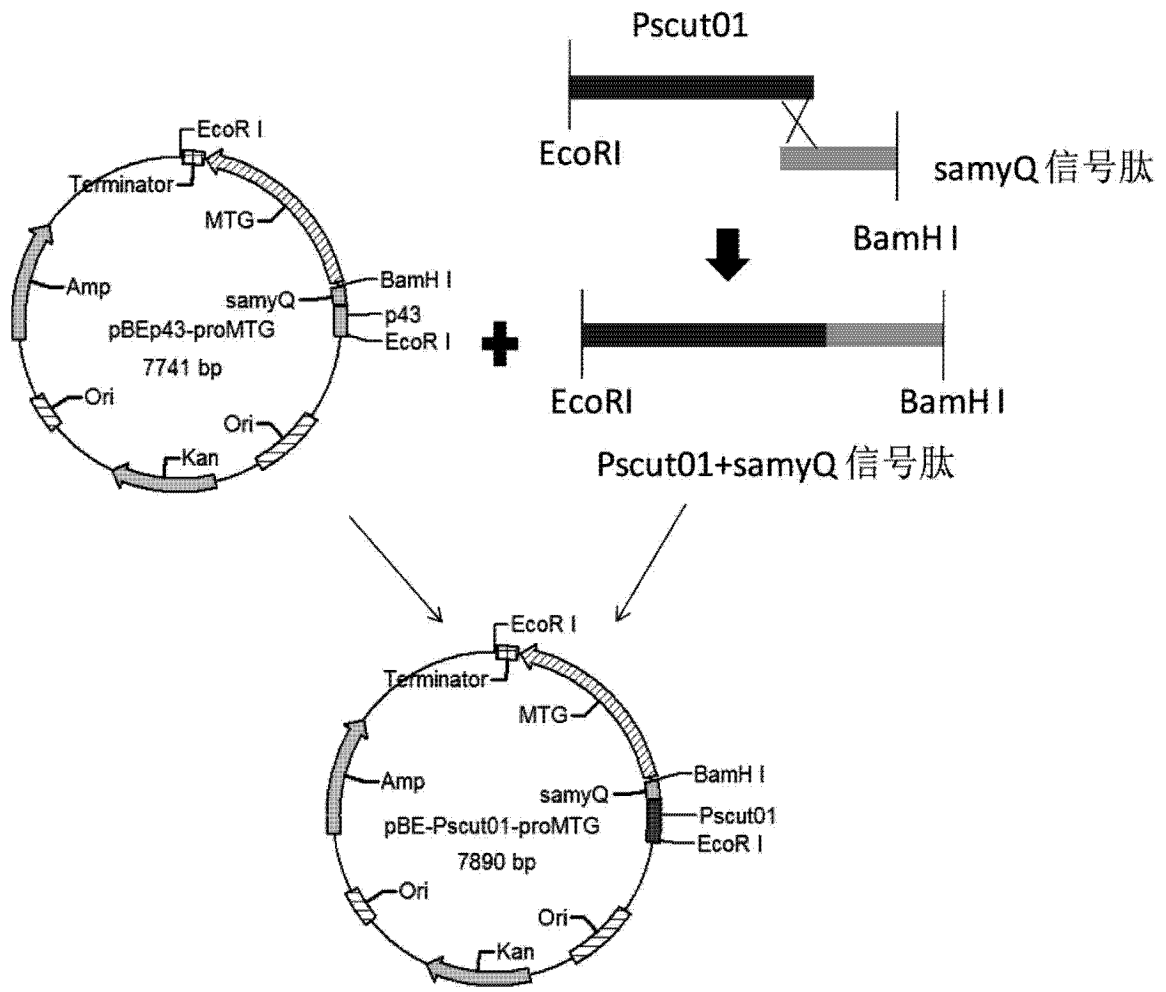 Pscut01
EcoRI
samyQ 信号肽
BamH I
EcoR I
Terminator
MTG
BamH I
samyQ
p43
EcoR I
Amp
pBEp43-proMTG
7741 bp
Ori
Ori
Kan
EcoRI
BamH I
Pscut01+samyQ 信号肽
EcoR I
Terminator
MTG
BamH I
samyQ
Pscut01
EcoR I
Amp
pBE-Pscut01-proMTG
7890 bp
Ori
Ori
Kan